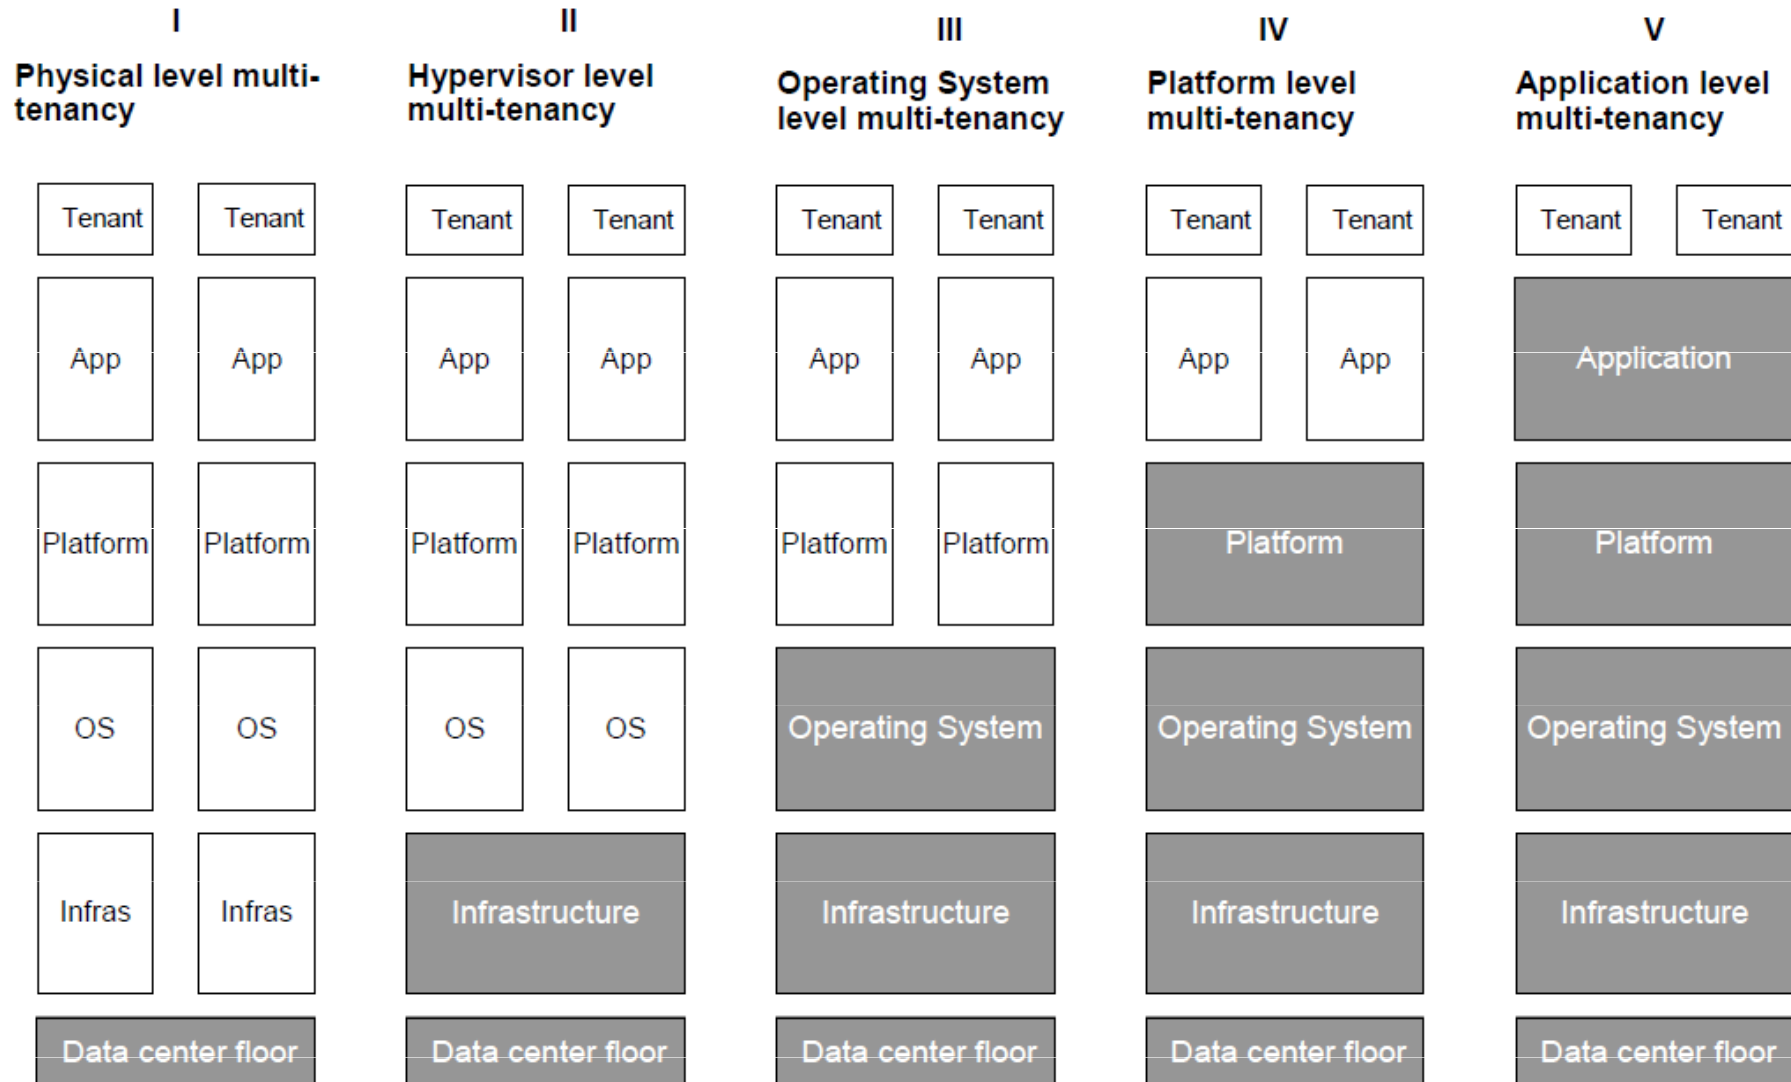 I
II
III
IV
V
Physical level multi-
tenancy
Hypervisor level
multi-tenancy
Operating System
level multi-tenancy
Platform level
multi-tenancy
Application level
multi-tenancy
Tenant Tenant Tenant Tenant Tenant Tenant Tenant Tenant Tenant Tenant
App App App App App App App App Application
Platform Platform Platform Platform Platform Platform Platform Platform
OS OS OS OS Operating System Operating System Operating System
Infras Infras Infrastructure Infrastructure Infrastructure Infrastructure
Data center floor Data center floor Data center floor Data center floor Data center floor